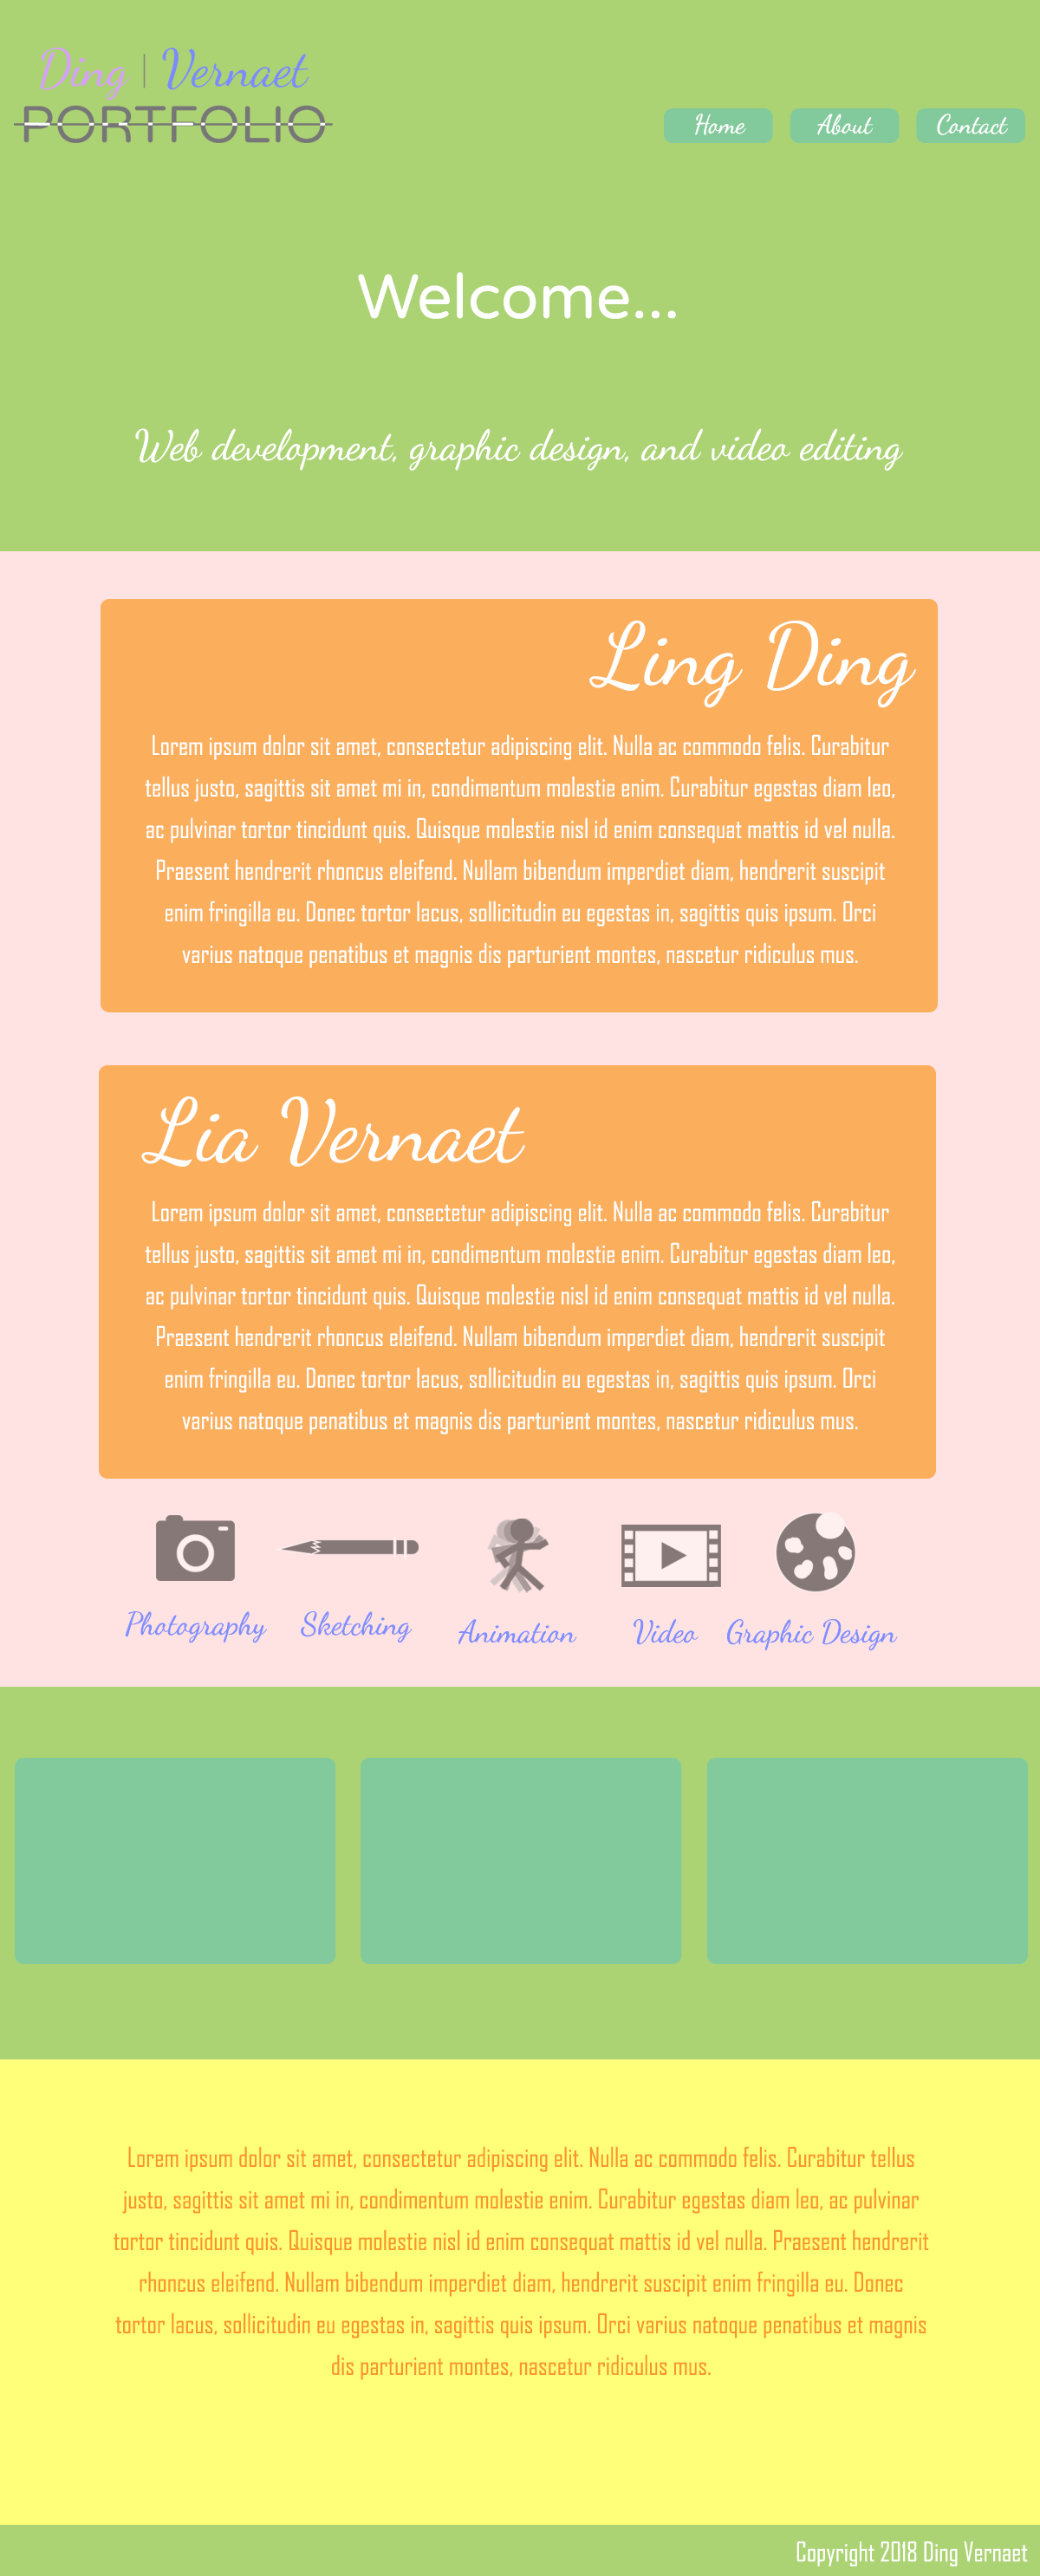 Ding | Vernaet
PORTFOLIO
Home About Contact
Welcome...
Web development, graphic design, and video editing
Ling Ding
Lorem ipsum dolor sit amet, consectetur adipiscing elit. Nulla ac commodo felis. Curabitur
tellus justo, sagittis sit amet mi in, condimentum molestie enim. Curabitur egestas diam leo,
ac pulvinar tortor tincidunt quis. Quisque molestie nisl id enim consequat mattis id vel nulla.
Praesent hendrerit rhoncus eleifend. Nullam bibendum imperdiet diam, hendrerit suscipit
enim fringilla eu. Donec tortor lacus, sollicitudin eu egestas in, sagittis quis ipsum. Orci
varius natoque penatibus et magnis dis parturient montes, nascetur ridiculus mus.
Lia Vernaet
Lorem ipsum dolor sit amet, consectetur adipiscing elit. Nulla ac commodo felis. Curabitur
tellus justo, sagittis sit amet mi in, condimentum molestie enim. Curabitur egestas diam leo,
ac pulvinar tortor tincidunt quis. Quisque molestie nisl id enim consequat mattis id vel nulla.
Praesent hendrerit rhoncus eleifend. Nullam bibendum imperdiet diam, hendrerit suscipit
enim fringilla eu. Donec tortor lacus, sollicitudin eu egestas in, sagittis quis ipsum. Orci
varius natoque penatibus et magnis dis parturient montes, nascetur ridiculus mus.
Photography Sketching Animation Video Graphic Design
Lorem ipsum dolor sit amet, consectetur adipiscing elit. Nulla ac commodo felis. Curabitur tellus
justo, sagittis sit amet mi in, condimentum molestie enim. Curabitur egestas diam leo, ac pulvinar
tortor tincidunt quis. Quisque molestie nisl id enim consequat mattis id vel nulla. Praesent hendrerit
rhoncus eleifend. Nullam bibendum imperdiet diam, hendrerit suscipit enim fringilla eu. Donec
tortor lacus, sollicitudin eu egestas in, sagittis quis ipsum. Orci varius natoque penatibus et magnis
dis parturient montes, nascetur ridiculus mus.
Copyright 2018 Ding Vernaet